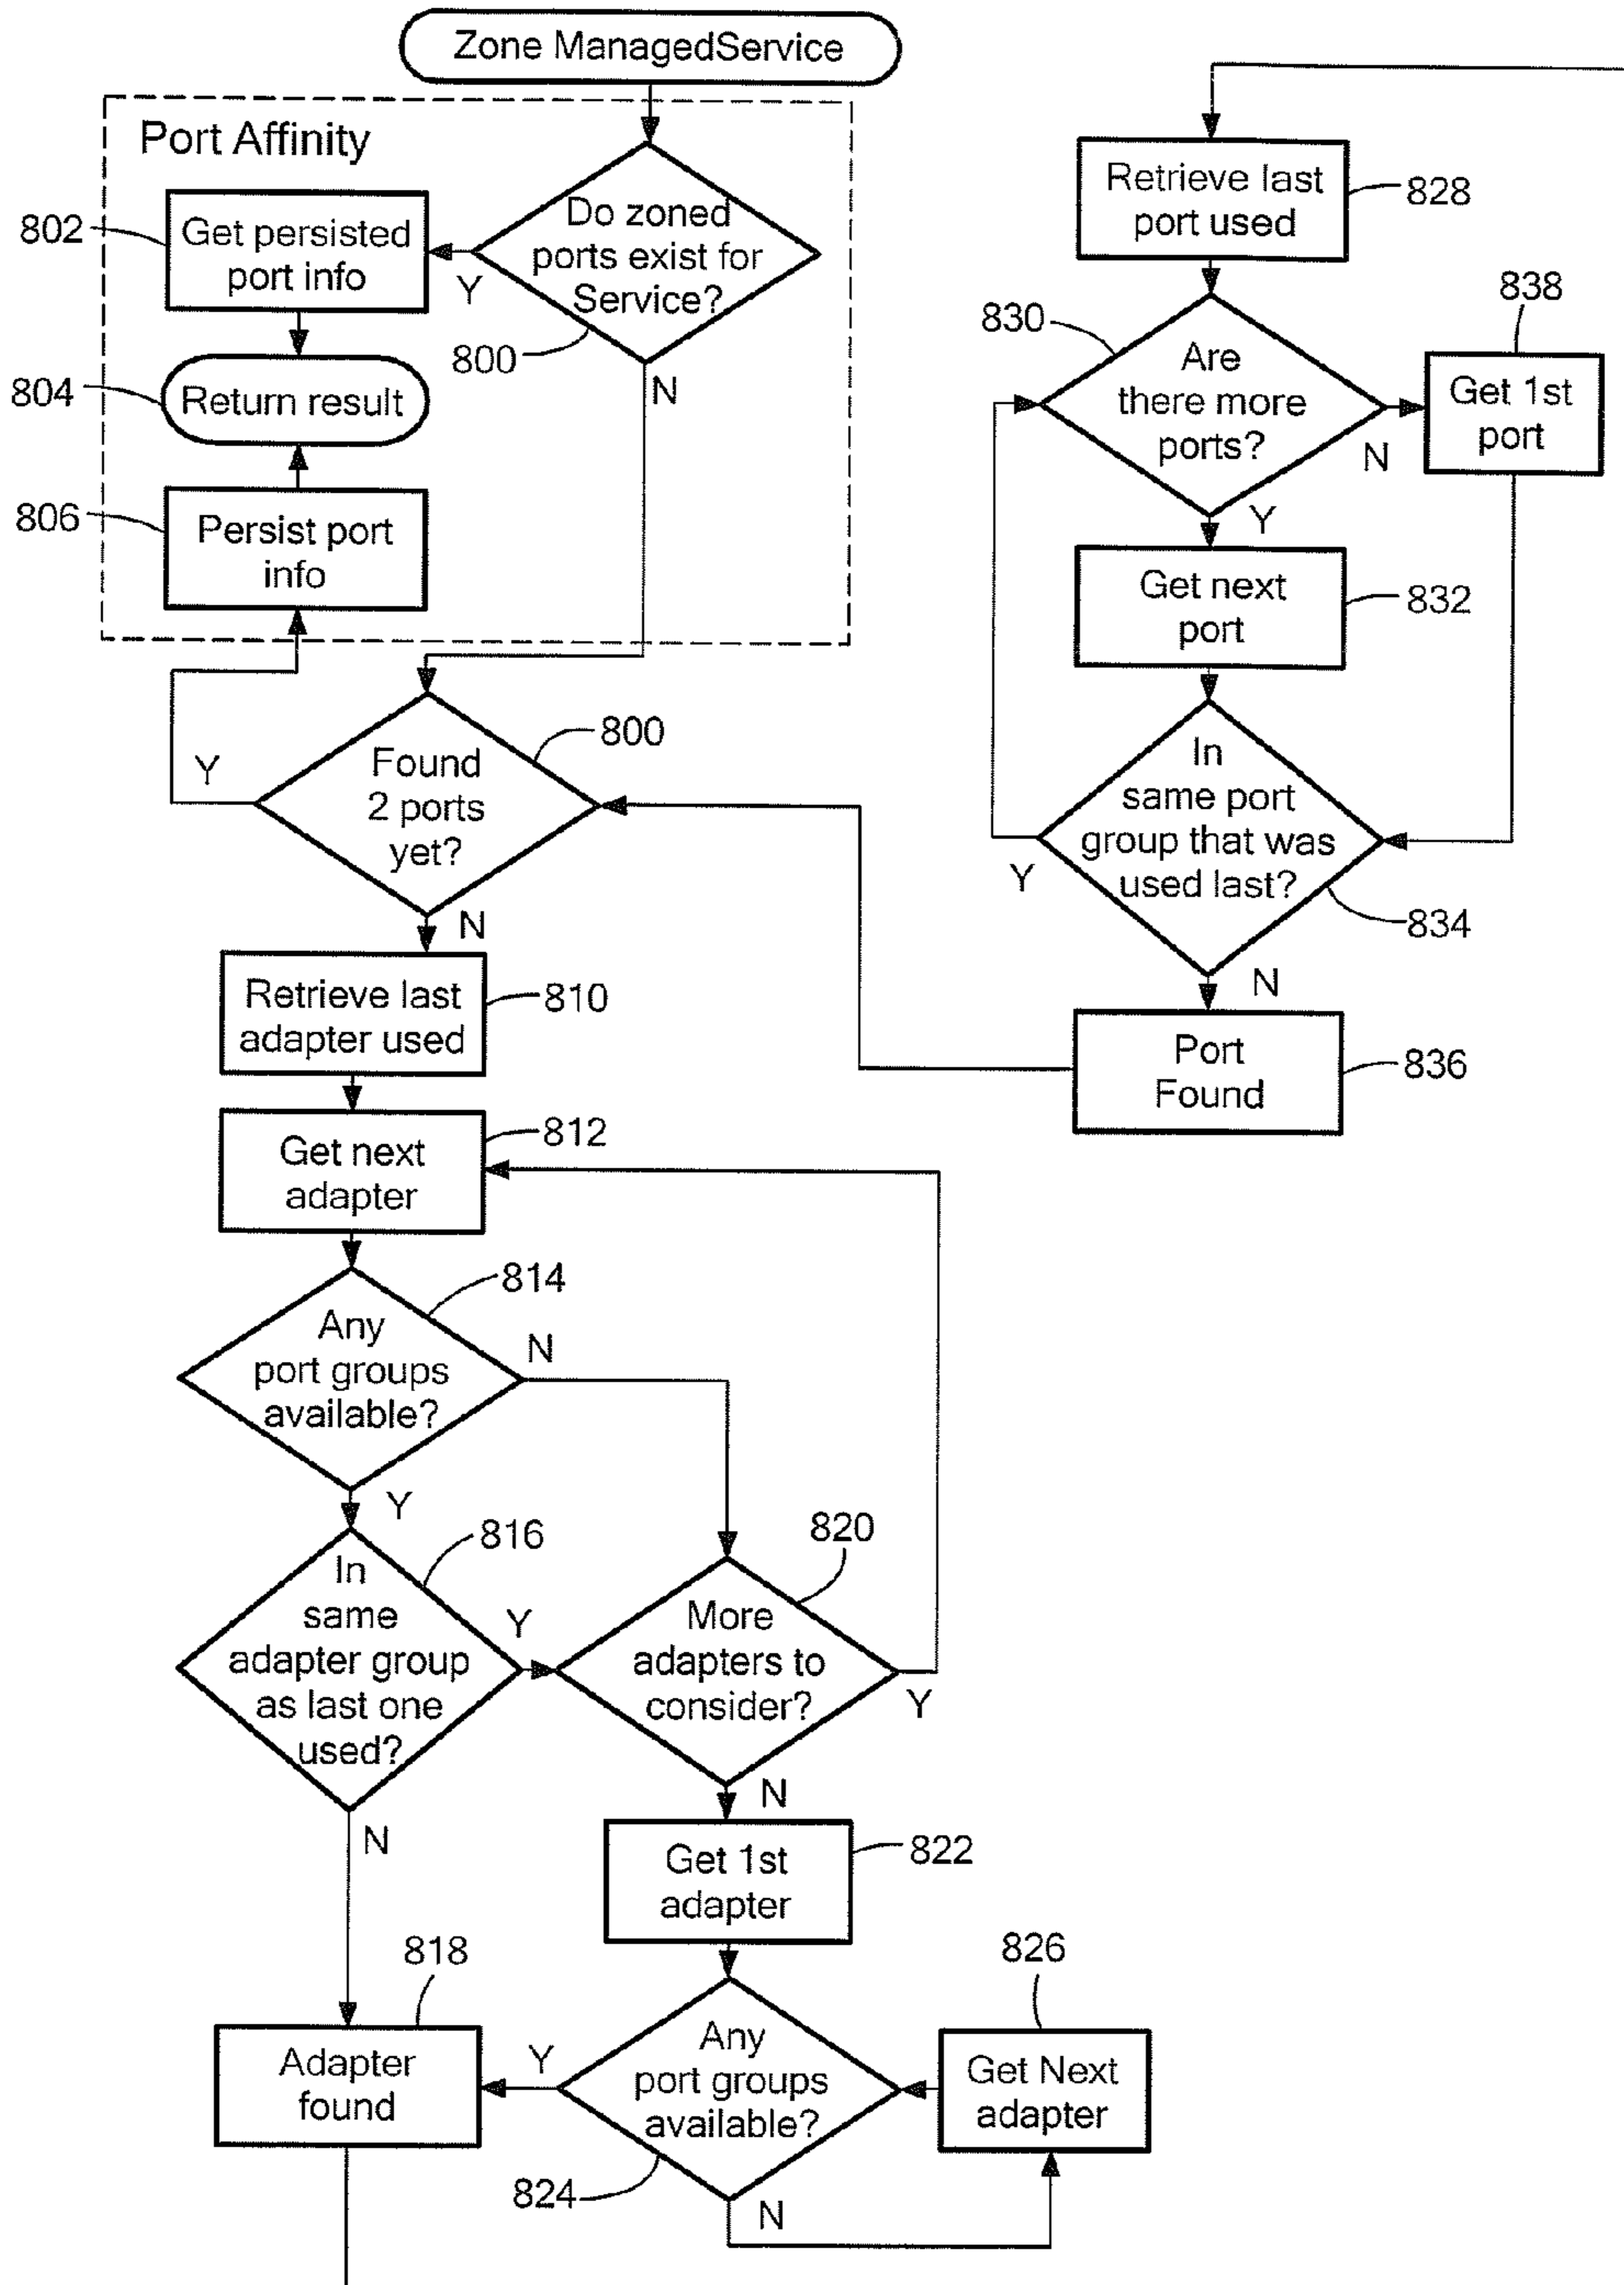 Zone ManagedService
Port Affinity
Do zoned
ports exist for
Service?
800
Y
N
802
Get persisted
port info
804
Return result
806
Persist port
info
Found
2 ports
yet?
800
Y
N
Retrieve last
adapter used
810
Get next
adapter
812
Any
port groups
available?
814
N
Y
In
same
adapter group
as last one
used?
816
Y
N
More
adapters to
consider?
820
Y
N
Get 1st
adapter
822
Any
port groups
available?
824
Y
N
Get Next
adapter
826
Adapter
found
818
Retrieve last
port used
828
Are
there more
ports?
830
N
Y
Get 1st
port
838
Get next
port
832
In
same port
group that was
used last?
834
Y
N
Port
Found
836